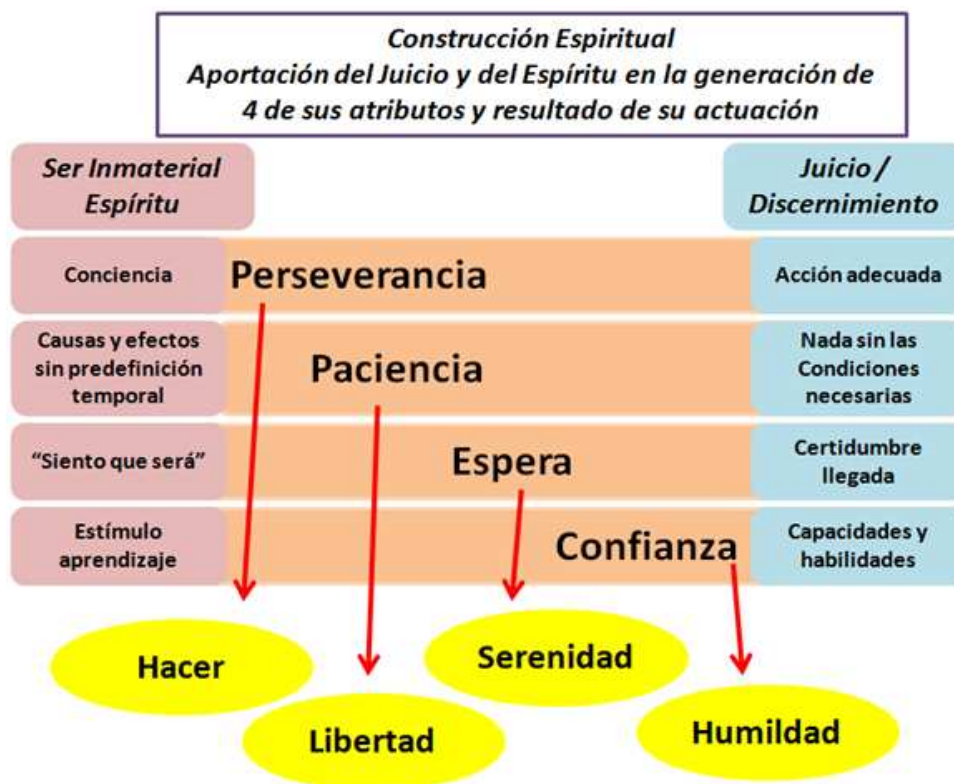 Construcción Espiritual
Aportación del Juicio y del Espíritu en la generación de
4 de sus atributos y resultado de su actuación
Ser Inmaterial
Espíritu
Juicio /
Discernimiento
Conciencia
Perseverancia
Acción adecuada
Causas y efectos
sin predefinición
temporal
Paciencia
Nada sin las
Condiciones
necesarias
“Siento que será”
Espera
Certidumbre
llegada
Estímulo
aprendizaje
Confianza
Capacidades y
habilidades
Hacer
Libertad
Serenidad
Humildad